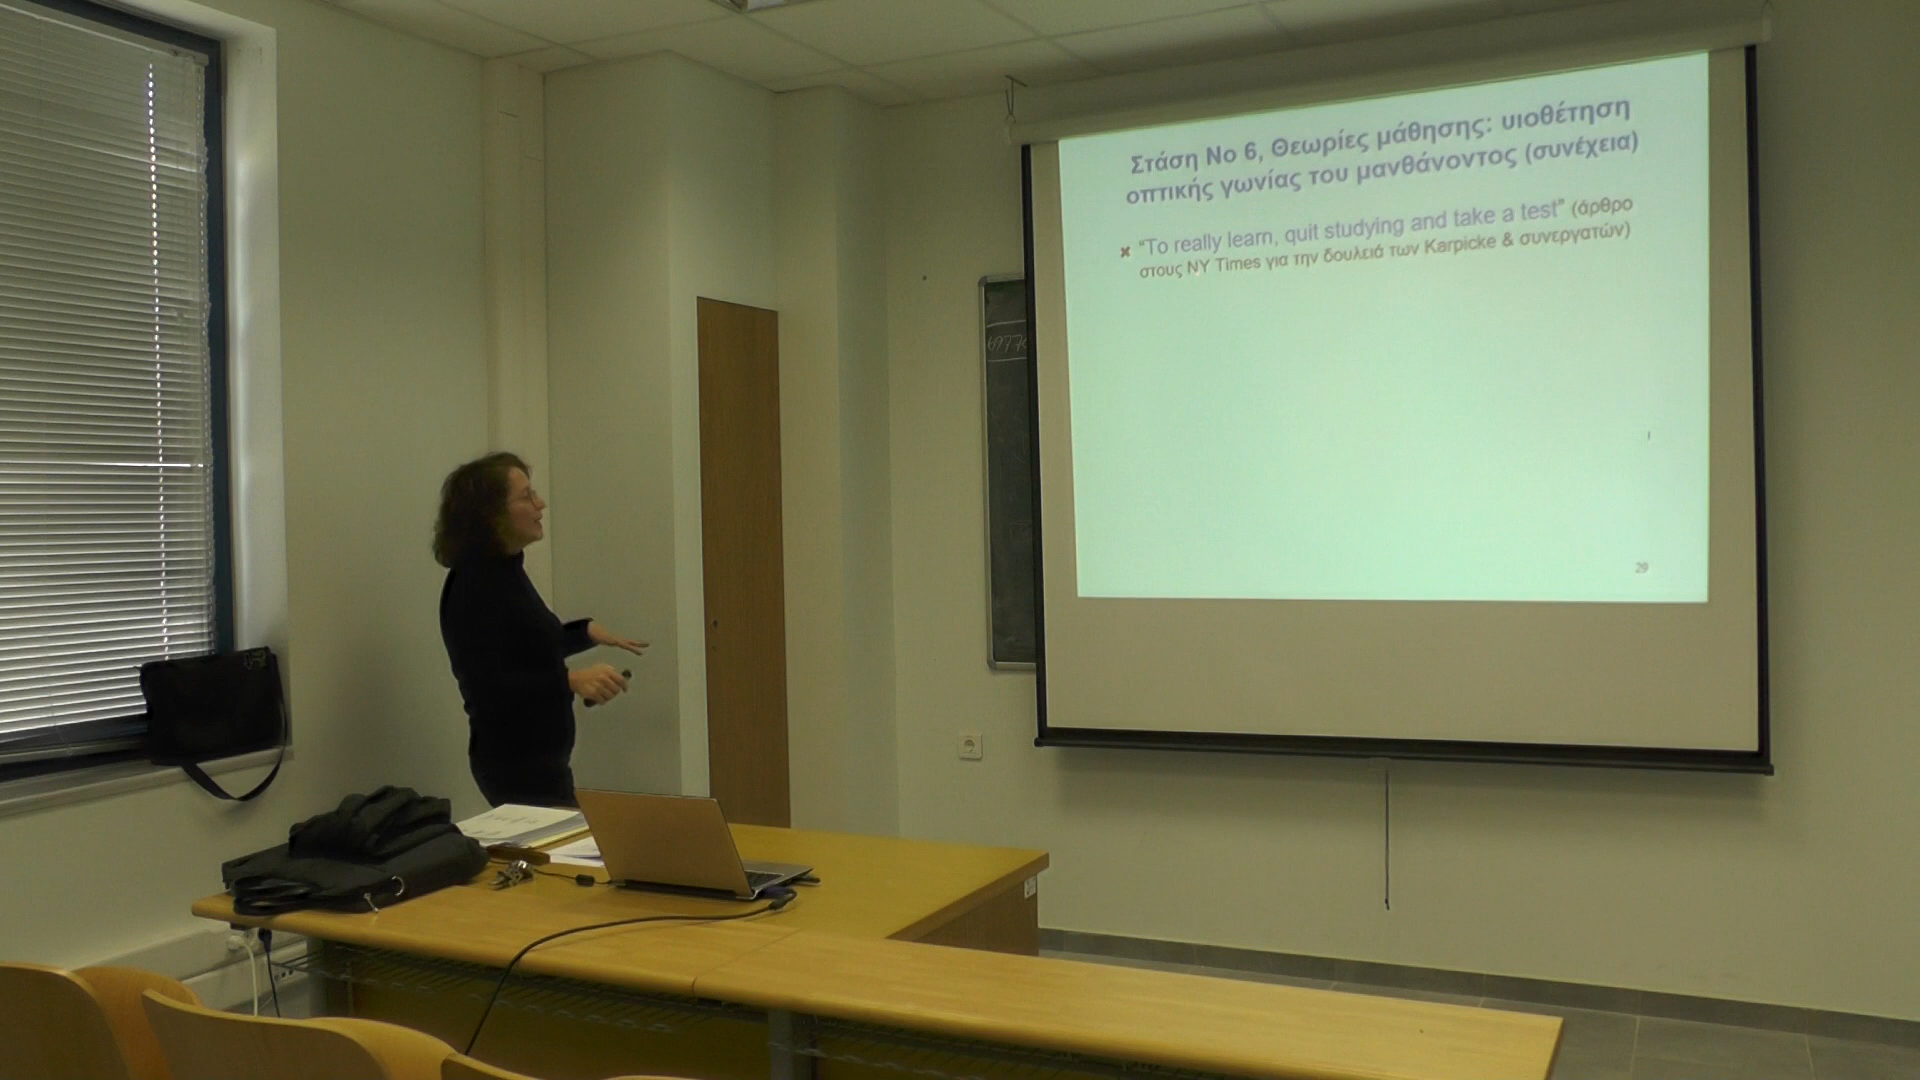 Στάση Νο 6, Θεωρίες μάθησης: υιοθέτηση
οπτικής γωνίας του μανθάνοντος (συνέχεια)
"To really learn, quit studying and take a test" (άρθρο
στους NY Times για την δουλειά των Karpicke & συνεργατών)
29